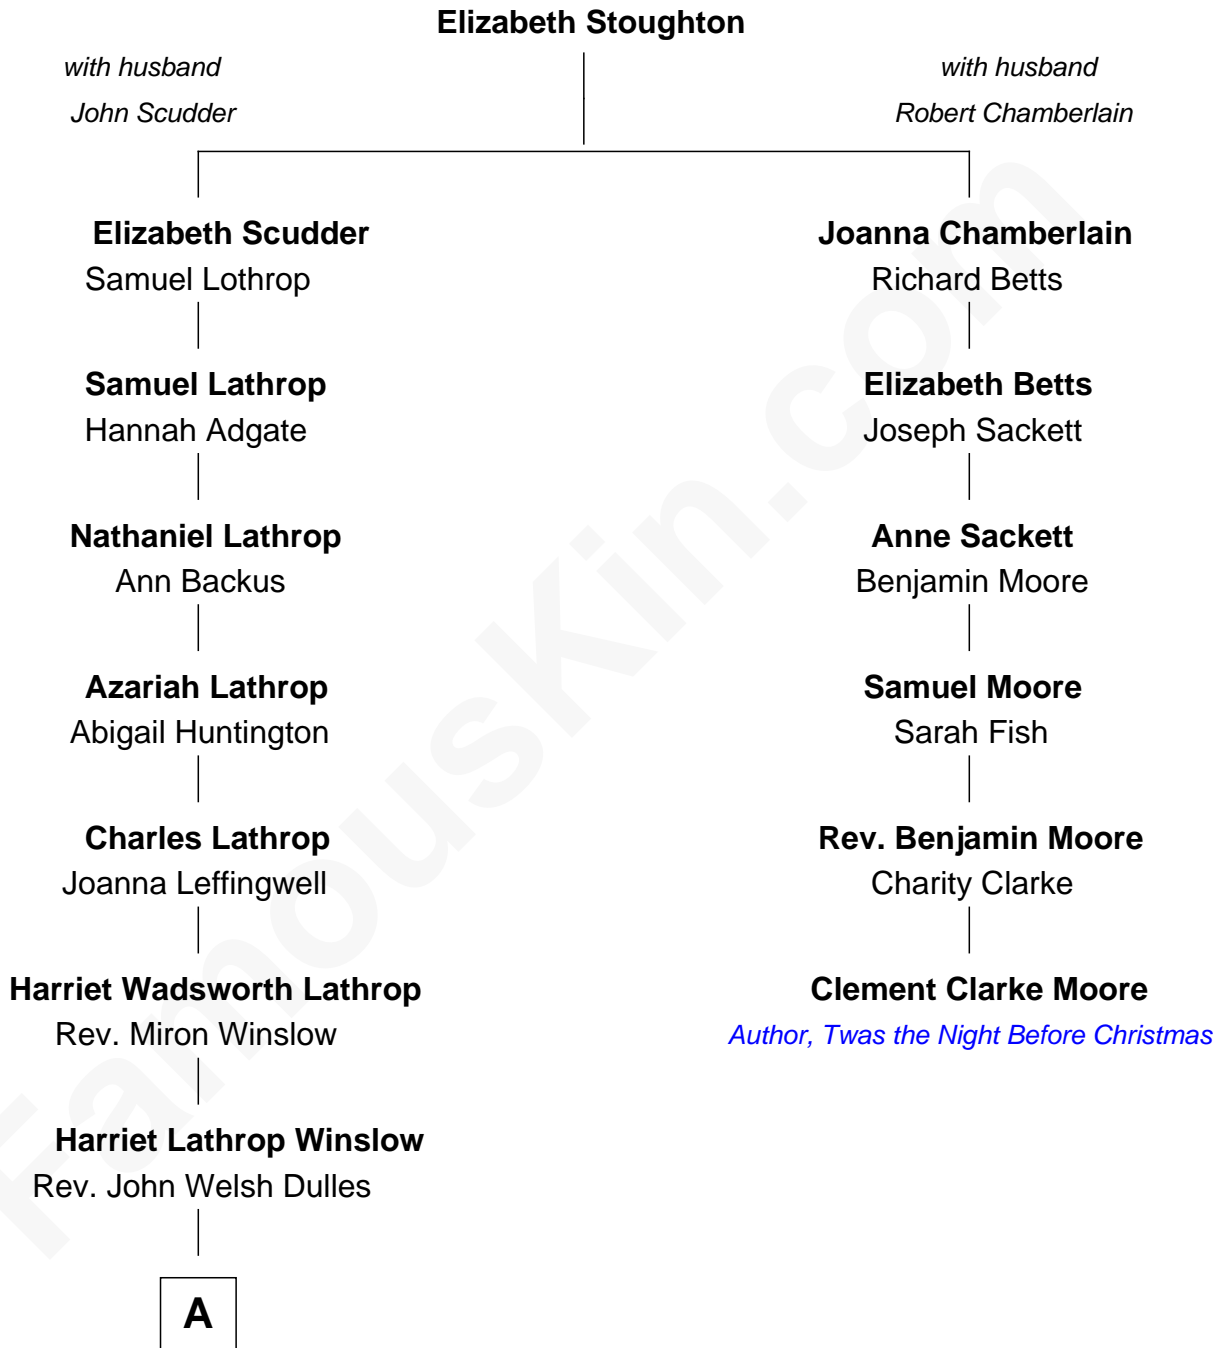 Elizabeth Stoughton
with husband
John Scudder
with husband
Robert Chamberlain
Elizabeth Scudder
Samuel Lothrop
Samuel Lathrop
Hannah Adgate
Nathaniel Lathrop
Ann Backus
Azariah Lathrop
Abigail Huntington
Charles Lathrop
Joanna Leffingwell
Harriet Wadsworth Lathrop
Rev. Miron Winslow
Harriet Lathrop Winslow
Rev. John Welsh Dulles
A
Joanna Chamberlain
Richard Betts
Elizabeth Betts
Joseph Sackett
Anne Sackett
Benjamin Moore
Samuel Moore
Sarah Fish
Rev. Benjamin Moore
Charity Clarke
Clement Clarke Moore
Author, Twas the Night Before Christmas
FamousKin.com